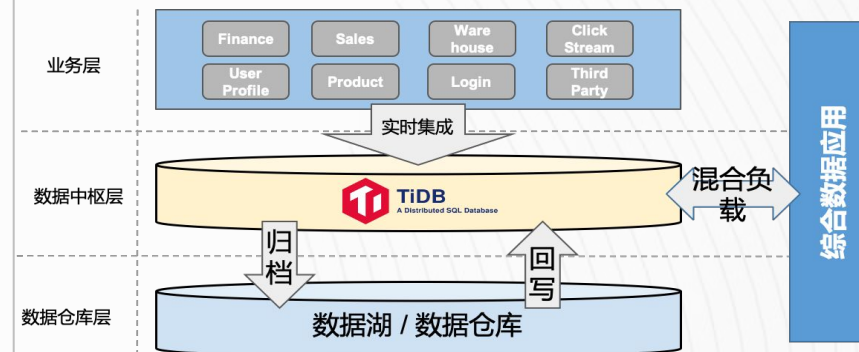 业务层
Finance
Sales
Ware
house
Click
Stream
User
Profile
Product
Login
Third
Party
实时集成
数据中枢层
TiDB
A Distributed SQL Database
混合负
载
综合数据应用
归
档
回
写
数据仓库层
数据湖 / 数据仓库